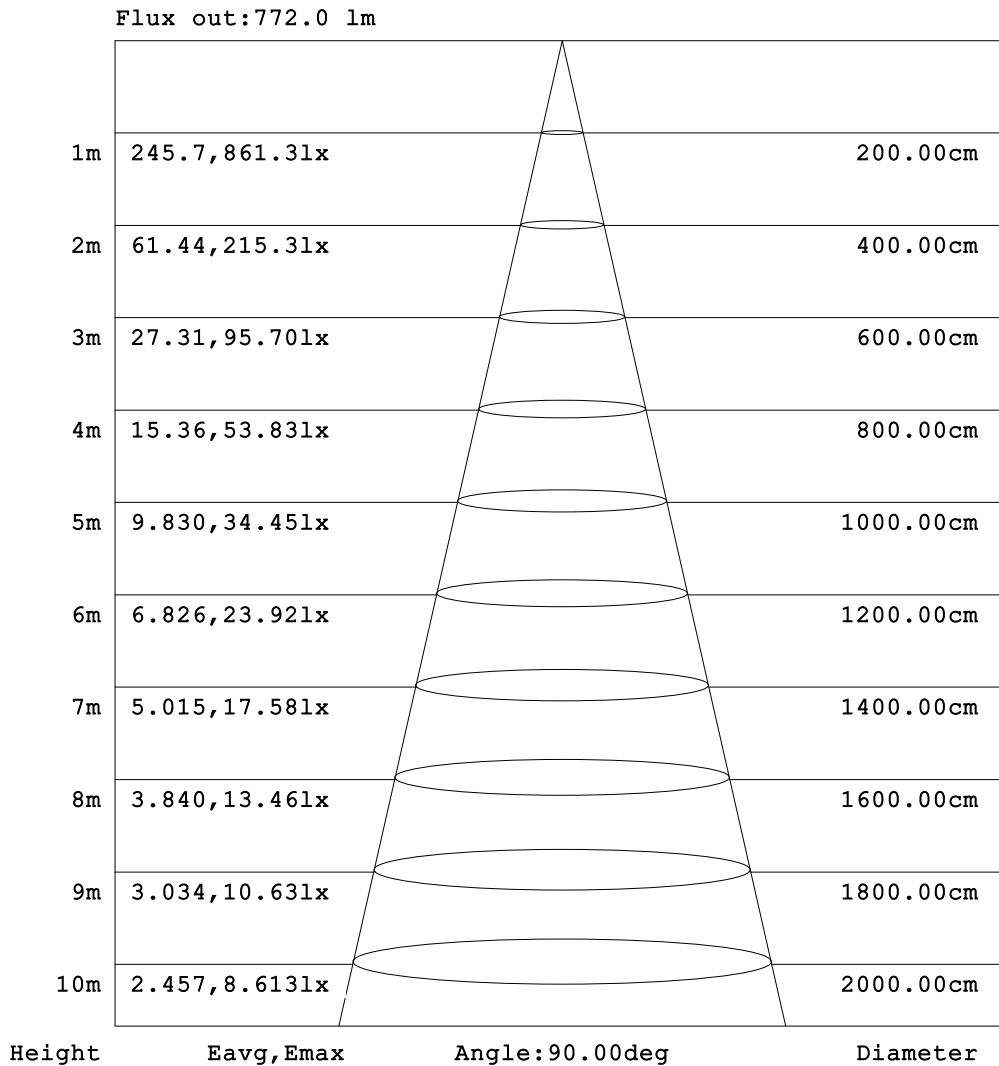 Flux out:772.0 lm
1m 245.7,861.3lx 200.00cm
2m 61.44,215.3lx 400.00cm
3m 27.31,95.70lx 600.00cm
4m 15.36,53.83lx 800.00cm
5m 9.830,34.45lx 1000.00cm
6m 6.826,23.92lx 1200.00cm
7m 5.015,17.58lx 1400.00cm
8m 3.840,13.46lx 1600.00cm
9m 3.034,10.63lx 1800.00cm
10m 2.457,8.613lx 2000.00cm
Height Eavg,Emax Angle:90.00deg Diameter